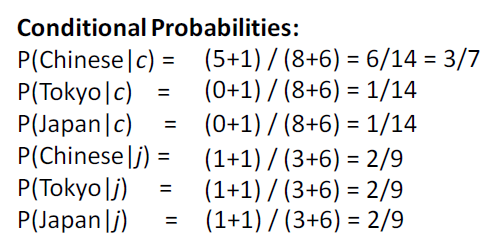 Conditional Probabilities:
P(Chinese|c) = (5+1) / (8+6) = 6/14 = 3/7
P(Tokyo|c) = (0+1) / (8+6) = 1/14
P(Japan|c) = (0+1) / (8+6) = 1/14
P(Chinese|j) = (1+1) / (3+6) = 2/9
P(Tokyo|j) = (1+1) / (3+6) = 2/9
P(Japan|j) = (1+1) / (3+6) = 2/9